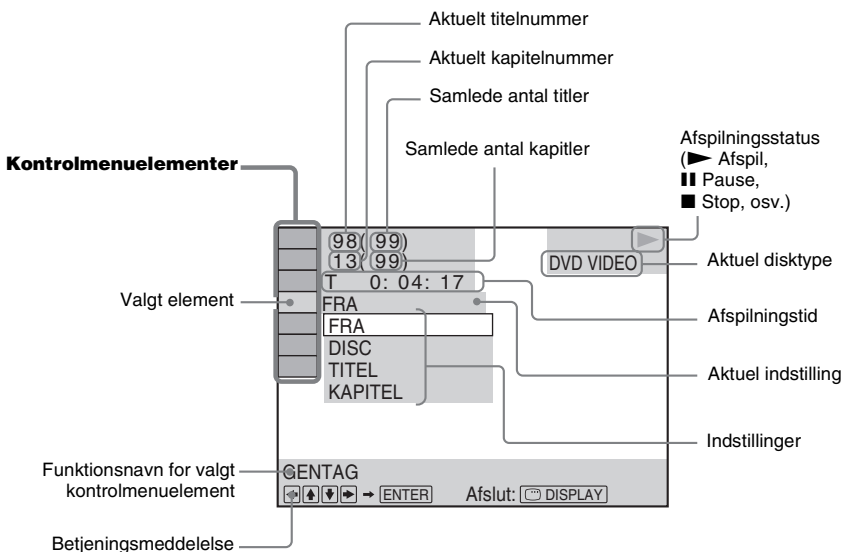 Aktuelt titelnummer
Aktuelt kapitelnummer
Samlede antal titler
Samlede antal kapitler
Kontrolmenuelementer
Afspilningsstatus
(► Afspil,
▮▮ Pause,
■ Stop, osv.)
98(99)
13(99)
DVD VIDEO
Aktuel disktype
T 0: 04: 17
Valgt element
FRA
Afspilningstid
FRA
DISC
TITEL
Aktuel indstilling
KAPITEL
Indstillinger
Funktionsnavn for valgt
kontrolmenuelement
GENTAG
ENTER Afslut: DISPLAY
Betjeningsmeddelelse